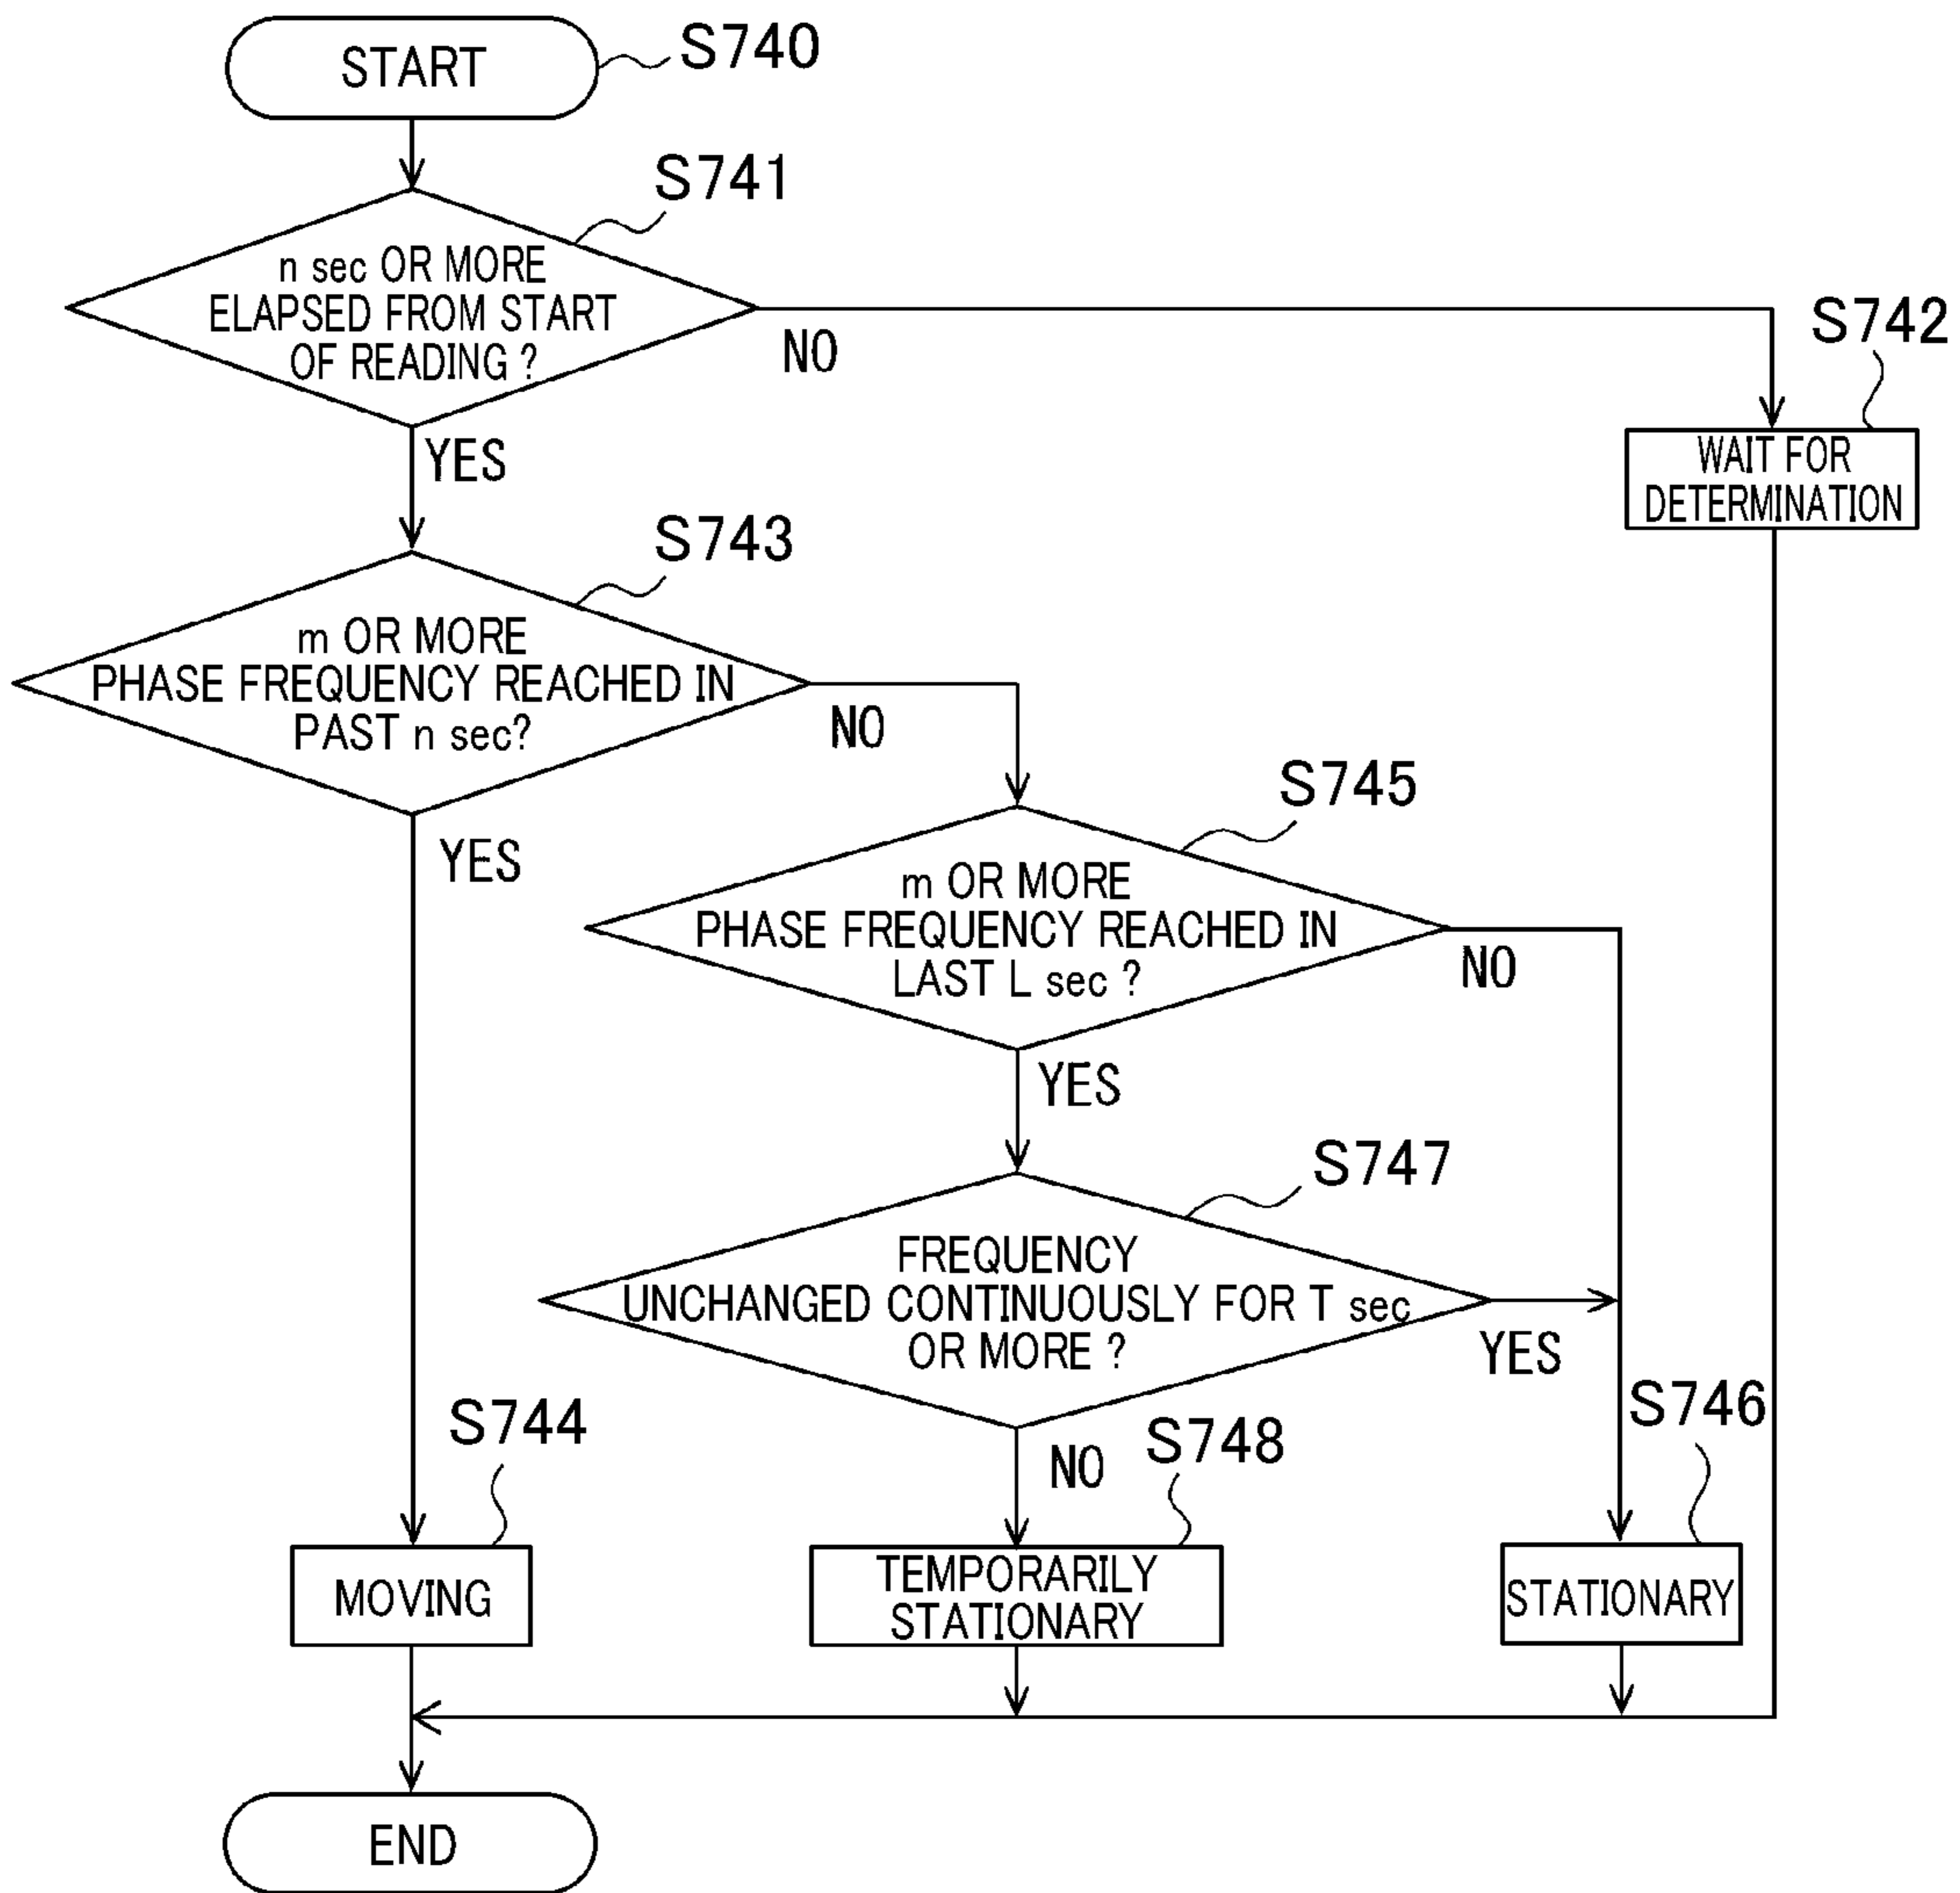 START
S740
S741
n sec OR MORE
ELAPSED FROM START
OF READING ?
NO
S742
WAIT FOR
DETERMINATION
YES
S743
m OR MORE
PHASE FREQUENCY REACHED IN
PAST n sec?
NO
YES
S745
m OR MORE
PHASE FREQUENCY REACHED IN
LAST L sec ?
NO
YES
S747
FREQUENCY
UNCHANGED CONTINUOUSLY FOR T sec
OR MORE ?
YES
NO
S744
S748
S746
MOVING
TEMPORARILY
STATIONARY
STATIONARY
END